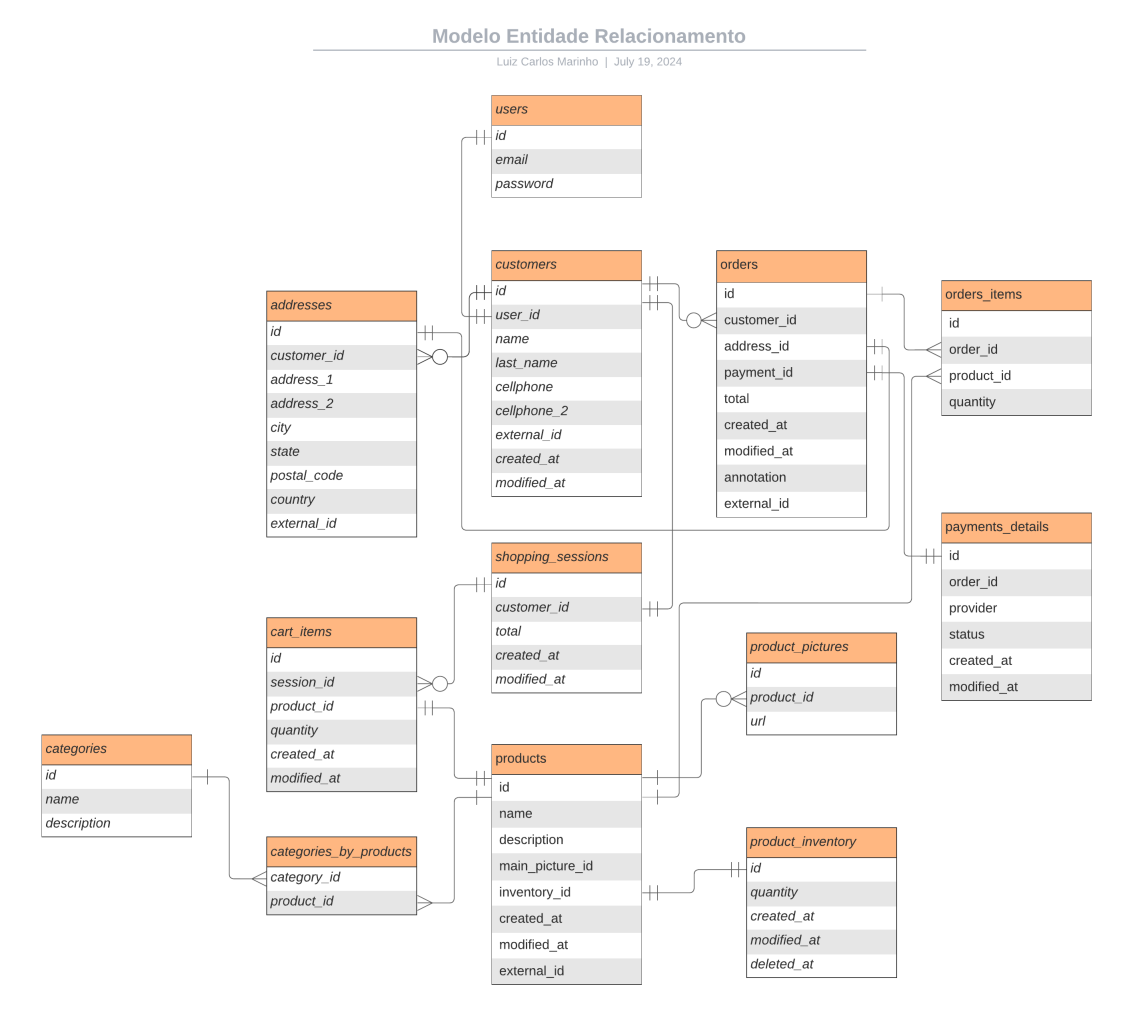 Modelo Entidade Relacionamento
Luiz Carlos Marinho | July 19, 2024
users
id
email
password
customers
id
user_id
name
last_name
cellphone
cellphone_2
external_id
created_at
modified_at
orders
id
customer_id
address_id
payment_id
total
created_at
modified_at
annotation
external_id
orders_items
id
order_id
product_id
quantity
addresses
id
customer_id
address_1
address_2
city
state
postal_code
country
external_id
payments_details
id
order_id
provider
status
created_at
modified_at
shopping_sessions
id
customer_id
total
created_at
modified_at
cart_items
id
session_id
product_id
quantity
created_at
modified_at
product_pictures
id
product_id
url
categories
id
name
description
products
id
name
description
main_picture_id
inventory_id
created_at
modified_at
external_id
categories_by_products
category_id
product_id
product_inventory
id
quantity
created_at
modified_at
deleted_at